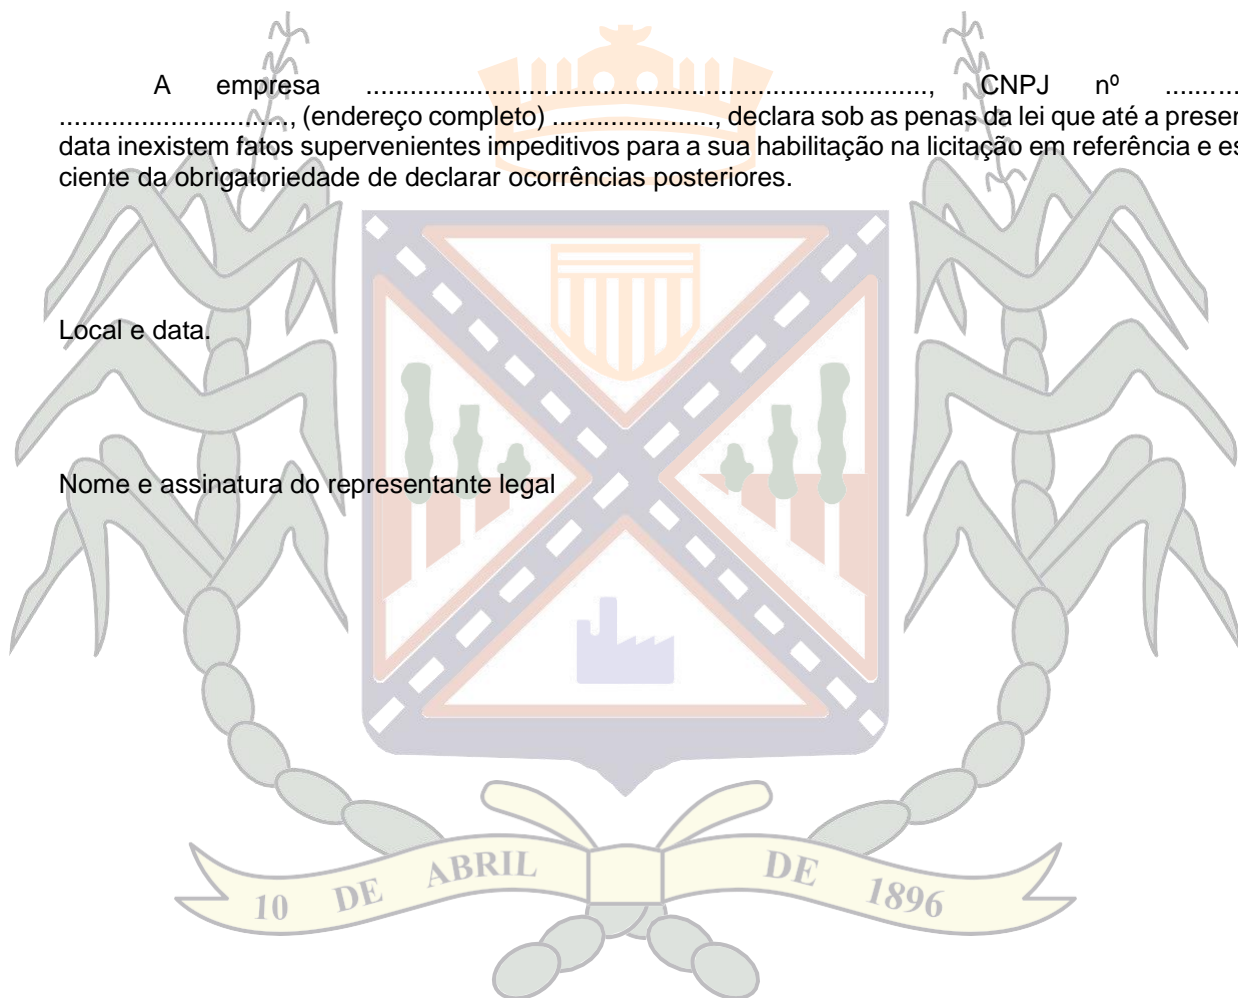 A empresa ............................................................................, CNPJ nº ..........
..............................., (endereço completo) ......................, declara sob as penas da lei que até a presen
data inexistem fatos supervenientes impeditivos para a sua habilitação na licitação em referência e es
ciente da obrigatoriedade de declarar ocorrências posteriores.
Local e data.
Nome e assinatura do representante legal
10 DE ABRIL DE 1896